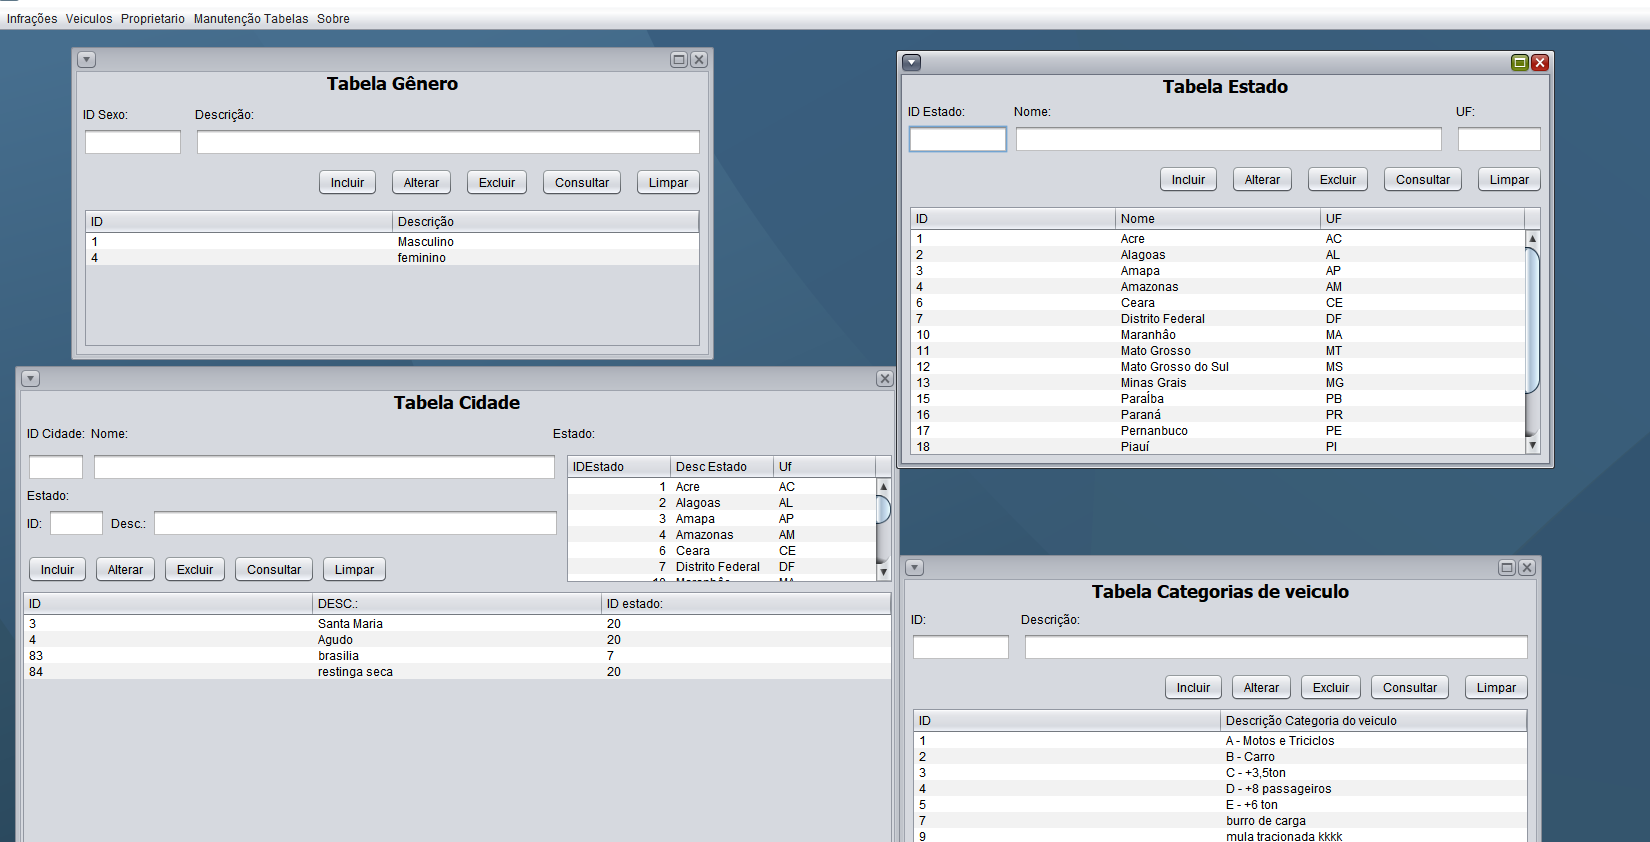 Infrações Veiculos Proprietario Manutenção Tabelas Sobre
Tabela Gênero
ID Sexo: Descrição:
Incluir Alterar Excluir Consultar Limpar
ID Descrição
1 Masculino
4 feminino
Tabela Estado
ID Estado: Nome: UF:
Incluir Alterar Excluir Consultar Limpar
ID Nome UF
1 Acre AC
2 Alagoas AL
3 Amapa AP
4 Amazonas AM
6 Ceara CE
7 Distrito Federal DF
10 Maranhâo MA
11 Mato Grosso MT
12 Mato Grosso do Sul MS
13 Minas Grais MG
15 ParaÍba PB
16 Paraná PR
17 Pernanbuco PE
18 Piauí PI
Tabela Cidade
ID Cidade: Nome: Estado:
Estado:
ID: Desc.:
IDEstado Desc Estado Uf
1 Acre AC
2 Alagoas AL
3 Amapa AP
4 Amazonas AM
6 Ceara CE
7 Distrito Federal DF
Incluir Alterar Excluir Consultar Limpar
ID DESC.: ID estado:
3 Santa Maria 20
4 Agudo 20
83 brasilia 7
84 restinga seca 20
Tabela Categorias de veiculo
ID: Descrição:
Incluir Alterar Excluir Consultar Limpar
ID Descrição Categoria do veiculo
1 A - Motos e Triciclos
2 B - Carro
3 C - +3,5ton
4 D - +8 passageiros
5 E - +6 ton
7 burro de carga
9 mula tracionada kkkk